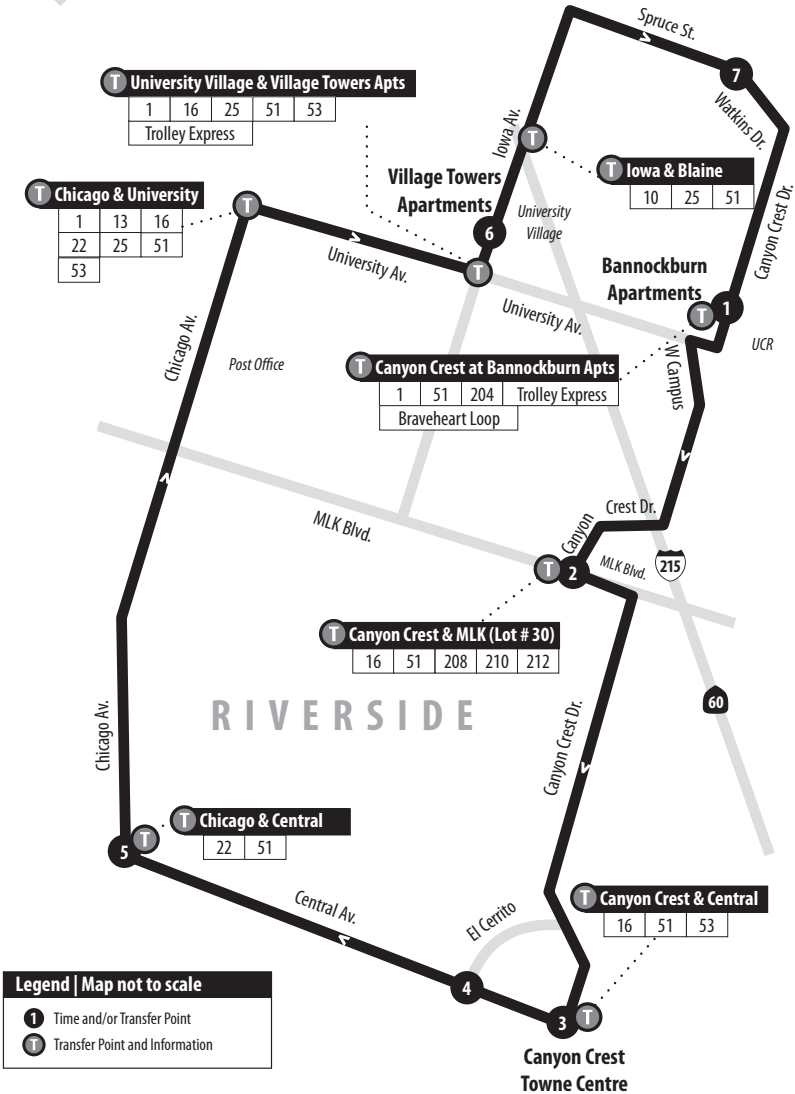 Spruce St.
7
Watkins Dr.
T University Village & Village Towers Apts
1 16 25 51 53
Trolley Express
Iowa Av.
T
T Iowa & Blaine
10 25 51
Canyon Crest Dr.
T Chicago & University
1 13 16
22 25 51
53
T
Village Towers
Apartments
6
University
Village
University Av.
T
Bannockburn
Apartments
T
1
University Av.
UCR
W Campus
Chicago Av.
Post Office
T Canyon Crest at Bannockburn Apts
1 51 204 Trolley Express
Braveheart Loop
MLK Blvd.
Canyon
Crest Dr.
T
2
MLK Blvd.
215
T Canyon Crest & MLK (Lot # 30)
16 51 208 210 212
RIVERSIDE
60
Chicago Av.
Canyon Crest Dr.
T Chicago & Central
22 51
5
T
Central Av.
El Cerrito
T Canyon Crest & Central
16 51 53
4
3
T
Canyon Crest
Towne Centre
Legend | Map not to scale
1 Time and/or Transfer Point
T Transfer Point and Information